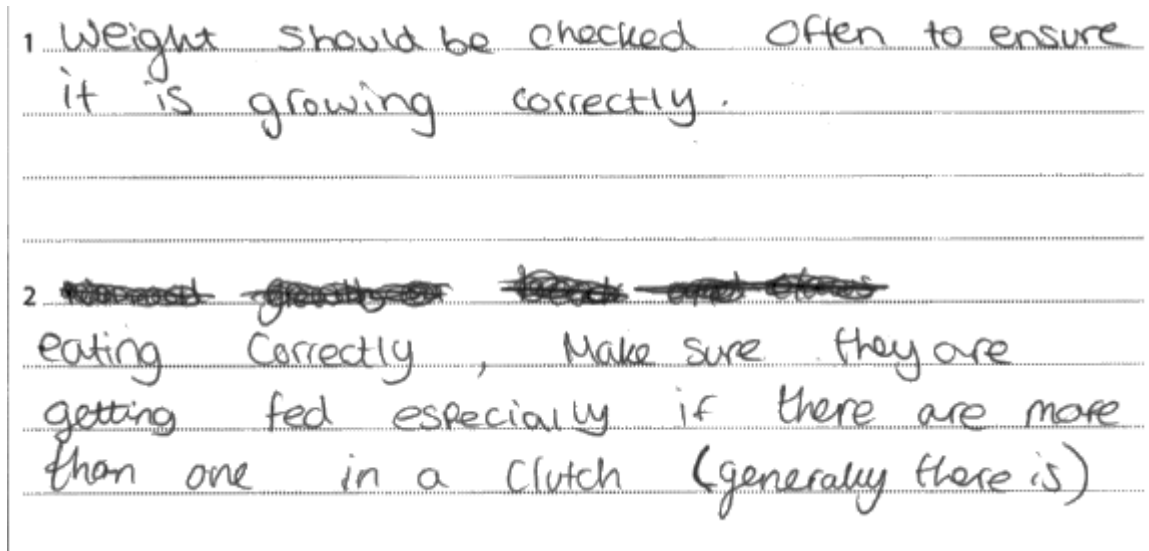 1 Weight should be checked often to ensure
it is growing correctly.
2
eating correctly, Make sure they are
getting fed especially if there are more
than one in a clutch (generally there is)